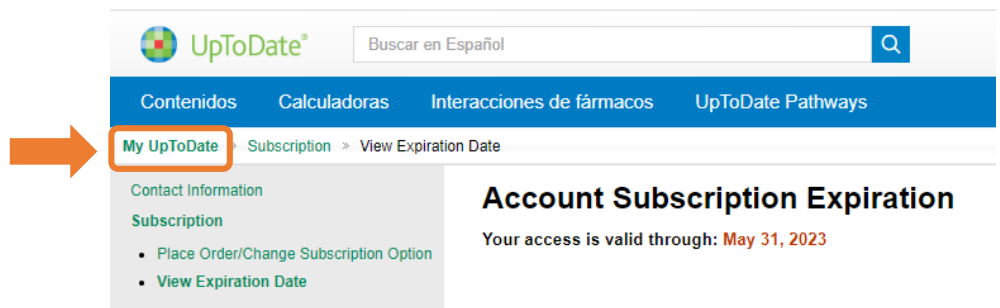 UpToDate®
Buscar en Español
Contenidos Calculadoras Interacciones de fármacos UpToDate Pathways
My UpToDate » Subscription » View Expiration Date
Contact Information
Subscription
• Place Order/Change Subscription Option
• View Expiration Date
Account Subscription Expiration
Your access is valid through: May 31, 2023